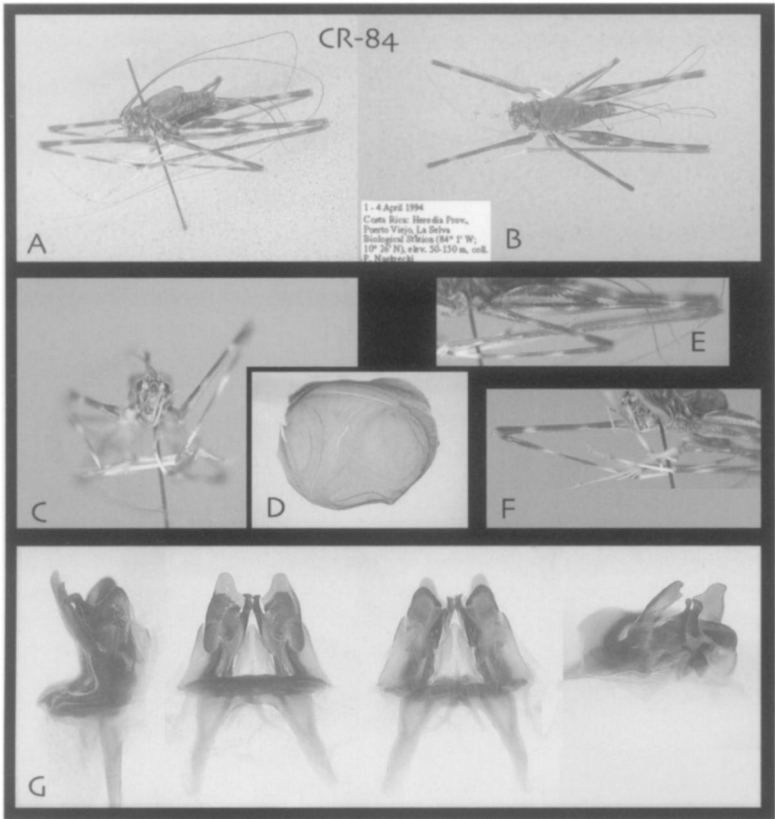 CR-84
A
B
1 - 4 April 1994
Costa Rica: Heredia Prov.,
Puerto Viejo, La Selva
Biological Station (84° 1' W;
10° 26' N), elev. 50-150 m, coll.
P. Naskrecki
C
D
E
F
G